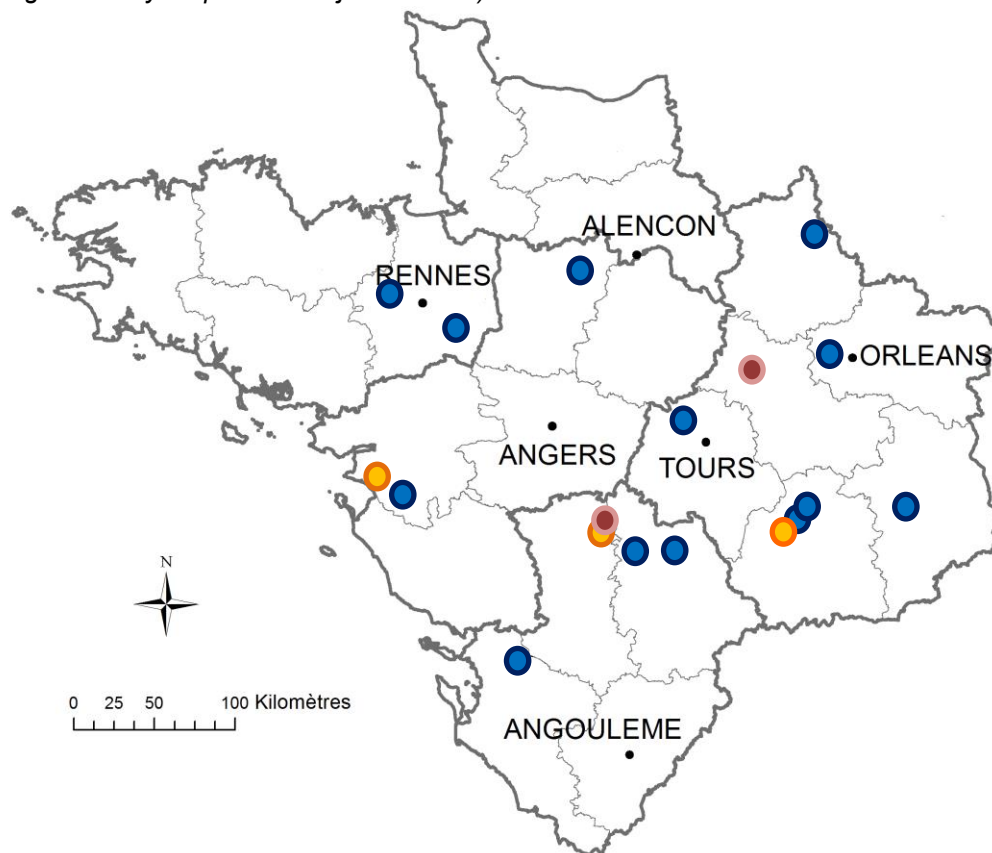 ALENCON
RENNES
ORLEANS
ANGERS
TOURS
N
0 25 50 100 Kilomètres
ANGOULEME